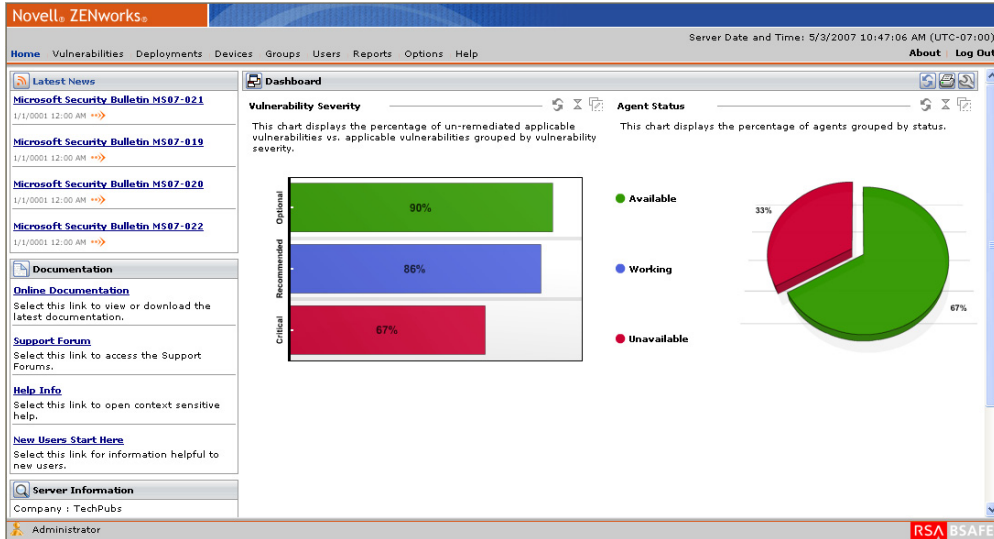 Novell® ZENworks®
Server Date and Time: 5/3/2007 10:47:06 AM (UTC-07:00)
Home Vulnerabilities Deployments Devices Groups Users Reports Options Help
About Log Out
Latest News
Microsoft Security Bulletin MS07-021
1/1/0001 12:00 AM
Microsoft Security Bulletin MS07-019
1/1/0001 12:00 AM
Microsoft Security Bulletin MS07-020
1/1/0001 12:00 AM
Microsoft Security Bulletin MS07-022
1/1/0001 12:00 AM
Documentation
Online Documentation
Select this link to view or download the
latest documentation.
Support Forum
Select this link to access the Support
Forums.
Help Info
Select this link to open context sensitive
help.
New Users Start Here
Select this link for information helpful to
new users.
Server Information
Company : TechPubs
Dashboard
Vulnerability Severity
This chart displays the percentage of un-remediated applicable
vulnerabilities vs. applicable vulnerabilities grouped by vulnerability
severity.
Optional
90%
Recommended
86%
Critical
67%
Agent Status
This chart displays the percentage of agents grouped by status.
Available
Working
Unavailable
33%
67%
Administrator
RSA BSAFE